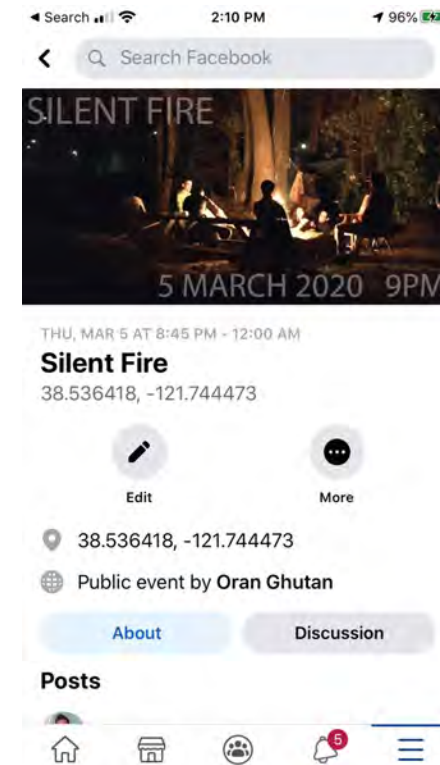 ◄ Search
2:10 PM
96%
Search Facebook
SILENT FIRE
5 MARCH 2020 9PM
THU, MAR 5 AT 8:45 PM - 12:00 AM
Silent Fire
38.536418, -121.744473
Edit
More
38.536418, -121.744473
Public event by Oran Ghutan
About
Discussion
Posts
5